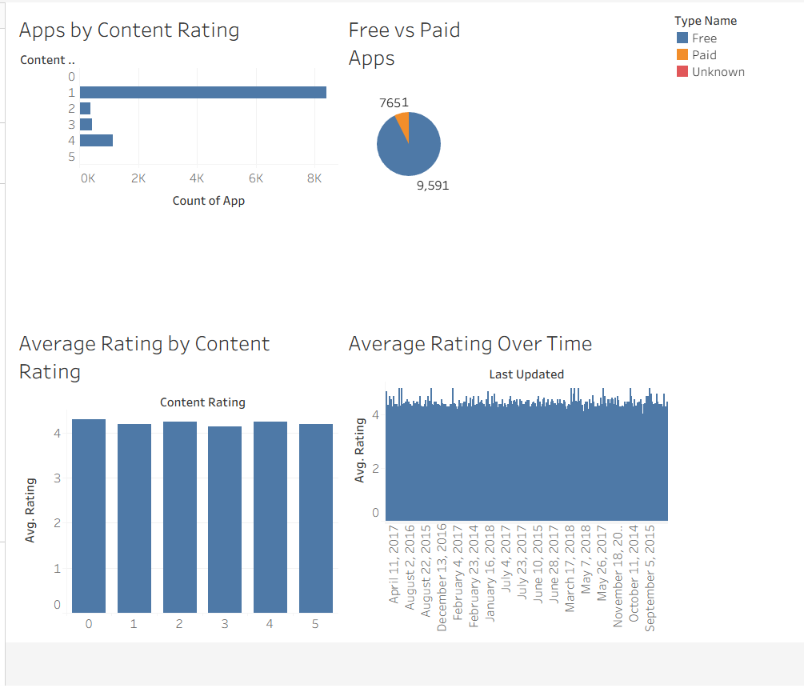 Apps by Content Rating
Content ..
0
1
2
3
4
5
0K 2K 4K 6K 8K
Count of App
Free vs Paid
Apps
7651
9,591
Type Name
Free
Paid
Unknown
Average Rating by Content
Rating
Content Rating
Avg. Rating
4
3
2
1
0
0 1 2 3 4 5
Average Rating Over Time
Last Updated
Avg. Rating
4
2
0
April 11, 2017
August 2, 2016
August 22, 2015
December 13, 2016
February 4, 2017
February 23, 2014
January 16, 2018
July 4, 2017
July 23, 2017
June 10, 2015
June 28, 2017
March 17, 2018
May 7, 2018
May 26, 2017
November 18, 20..
October 11, 2014
September 5, 2015